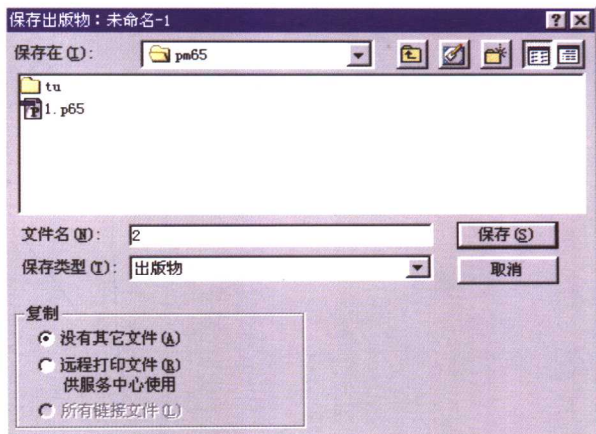 保存出版物：未命名-1
保存在(I)： pm65
tu
1.p65
文件名(N)： 2 保存(S)
保存类型(T)： 出版物 取消
复制
没有其它文件(A)
远程打印文件(R)
供服务中心使用
所有链接文件(L)